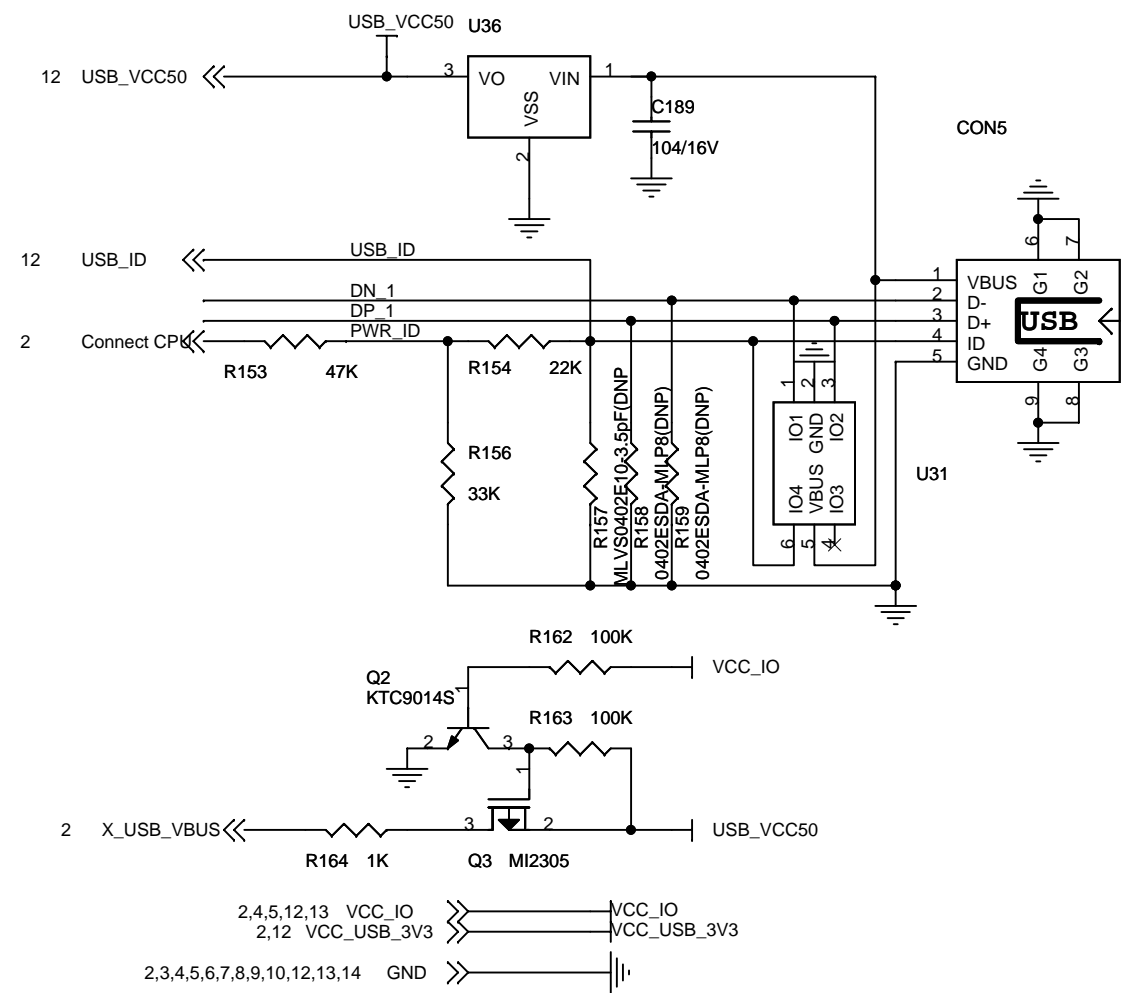 USB_VCC50 U36
12 USB_VCC50 3 VO VIN 1
VSS
2
C189
104/16V
CON5
6 7
G1 G2
12 USB_ID USB_ID
1 VBUS
DN_1 2 D-
DP_1 3 D+
USB
2 Connect CPU PWR_ID 4 ID
5 GND
G4 G3
9 8
R153 47K R154 22K
R156
33K
R157
MLVS0402E10-3.5pF(DNP
R158
0402ESDA-MLP8(DNP)
R159
0402ESDA-MLP8(DNP)
1 2 3
IO1 GND IO2
IO4 VBUS IO3
6 5 4
U31
R162 100K
VCC_IO
Q2
KTC9014S
1
R163 100K
2 3
1
2 X_USB_VBUS 3 2 USB_VCC50
R164 1K Q3 MI2305
2,4,5,12,13 VCC_IO VCC_IO
2,12 VCC_USB_3V3 VCC_USB_3V3
2,3,4,5,6,7,8,9,10,12,13,14 GND